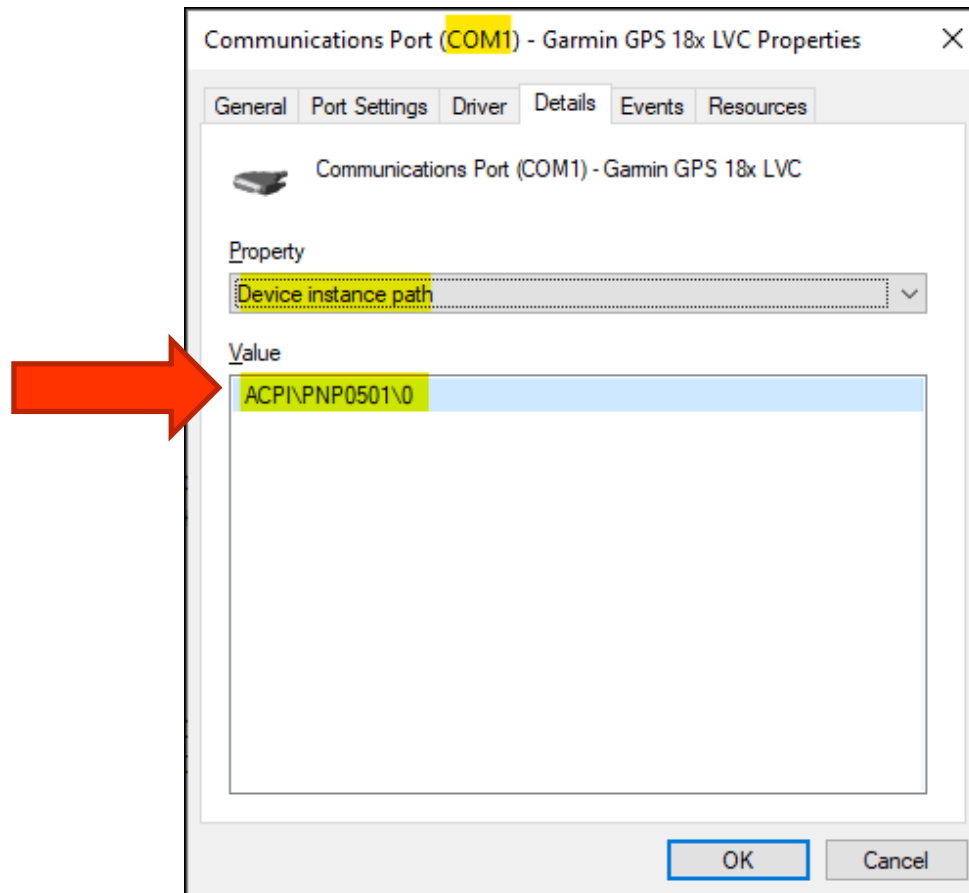 Communications Port (COM1) - Garmin GPS 18x LVC Properties
General Port Settings Driver Details Events Resources
Communications Port (COM1) - Garmin GPS 18x LVC
Property
Device instance path
Value
ACPI\PNP0501\0
OK Cancel